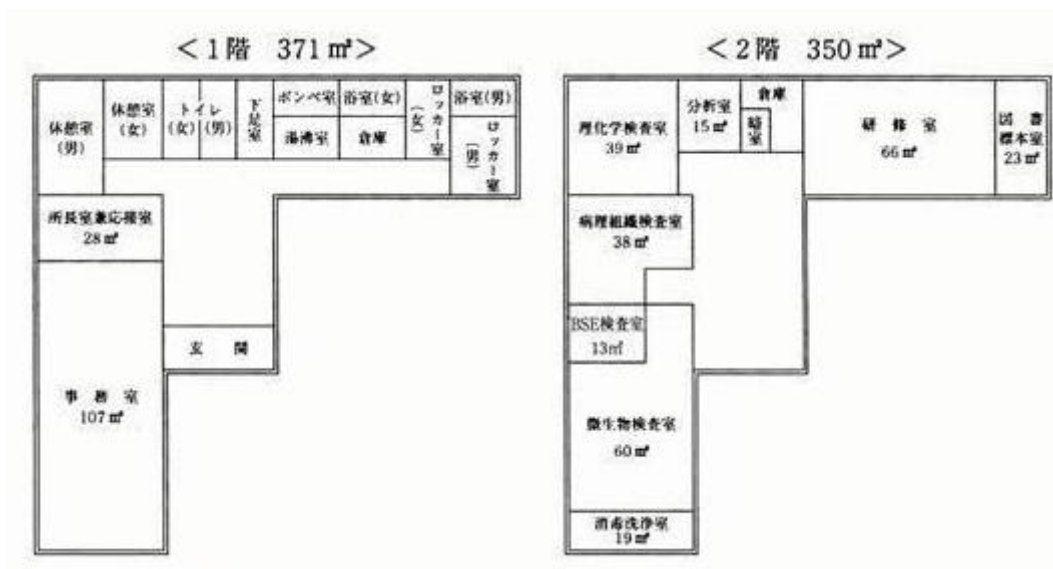 <1階 371㎡>
休憩室
(男)
休憩室
(女)
トイレ
(女)(男)
下足室
ボンベ室
湯沸室
浴室(女)
倉庫
ロッカー室
(女)
浴室(男)
ロッカー室
(男)
所長室兼応接室
28㎡
玄関
事務室
107㎡
<2階 350㎡>
理化学検査室
39㎡
分析室
15㎡
倉庫
暗室
研修室
66㎡
図書
標本室
23㎡
病理組織検査室
38㎡
BSE検査室
13㎡
微生物検査室
60㎡
消毒洗浄室
19㎡